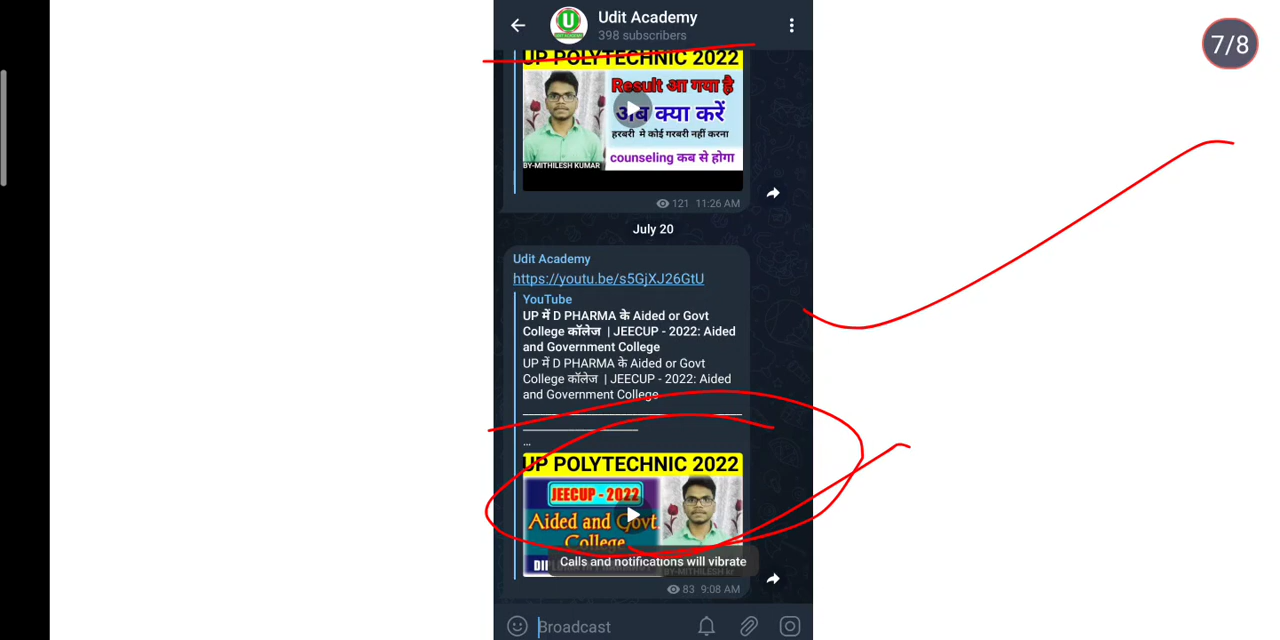 Udit Academy
398 subscribers
7/8
UP POLYTECHNIC 2022
Result आ गया है
अब क्या करें
हरबरी मे कोई गरबरी नहीं करना
counseling कब से होगा
BY-MITHILESH KUMAR
121 11:26 AM
July 20
Udit Academy
https://youtu.be/s5GjXJ26GtU
YouTube
UP में D PHARMA के Aided or Govt
College कॉलेज | JEECUP - 2022: Aided
and Government College
UP में D PHARMA के Aided or Govt
College कॉलेज | JEECUP - 2022: Aided
and Government College
...
UP POLYTECHNIC 2022
JEECUP - 2022
Aided and Govt.
College
Calls and notifications will vibrate
83 9:08 AM
Broadcast